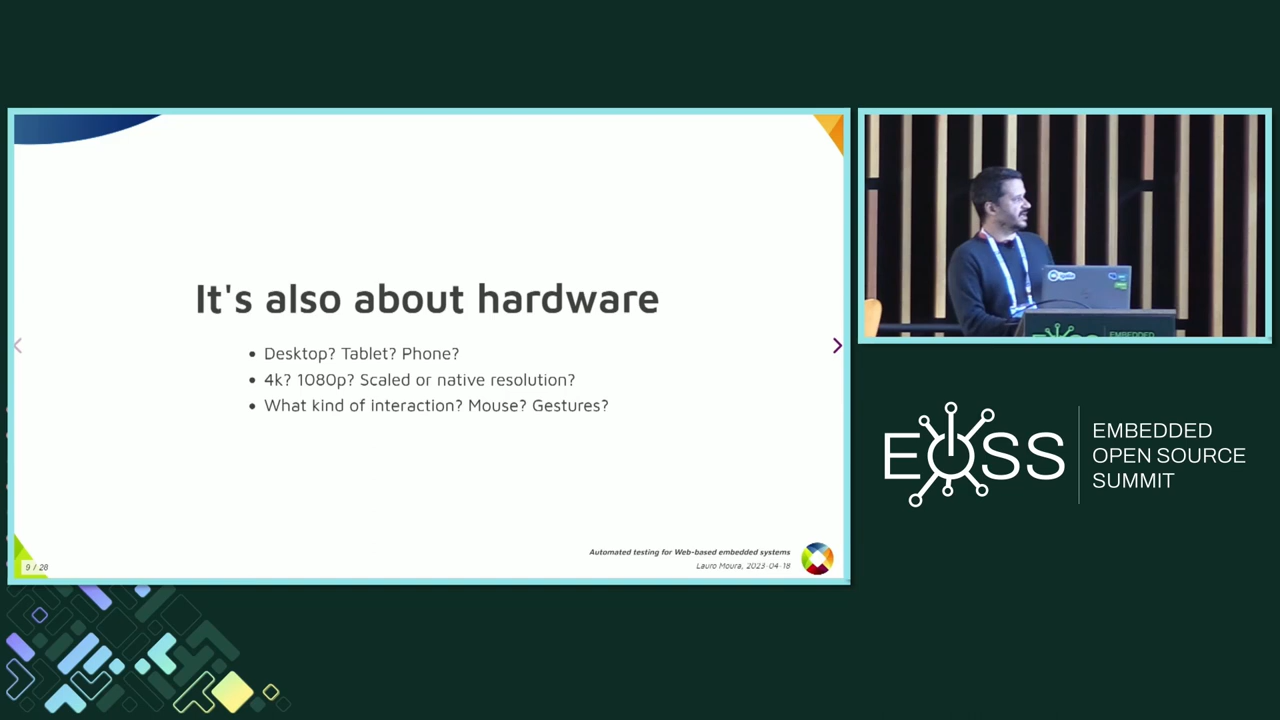 It's also about hardware
• Desktop? Tablet? Phone?
• 4k? 1080p? Scaled or native resolution?
• What kind of interaction? Mouse? Gestures?
Automated testing for Web-based embedded systems
Lauro Moura, 2023-04-18
9 / 28
EMBEDDED
EOSS
EMBEDDED
OPEN SOURCE
SUMMIT